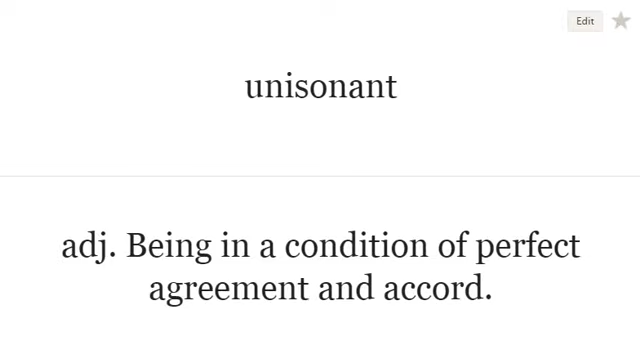 Edit
unisonant
adj. Being in a condition of perfect
agreement and accord.